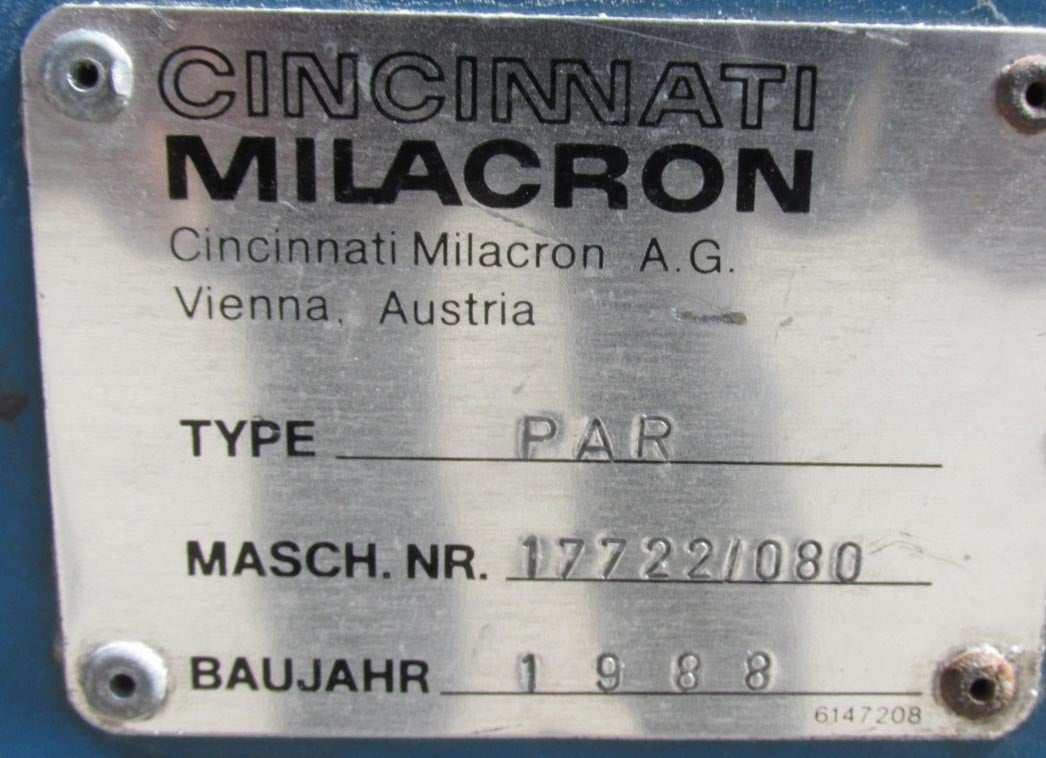 CINCINNATI
MILACRON
Cincinnati Milacron A.G.
Vienna, Austria
TYPE PAR
MASCH. NR. 17722/080
BAUJAHR 1988
6147208